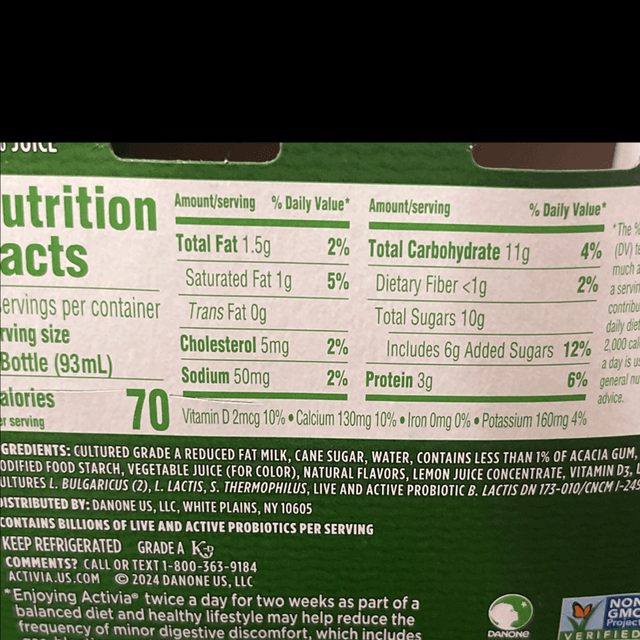 JUICE
utrition
acts
ervings per container
rving size
Bottle (93mL)
alories
er serving
70
Amount/serving % Daily Value*
Total Fat 1.5g 2%
Saturated Fat 1g 5%
Trans Fat 0g
Cholesterol 5mg 2%
Sodium 50mg 2%
Amount/serving % Daily Value*
Total Carbohydrate 11g 4%
Dietary Fiber <1g 2%
Total Sugars 10g
Includes 6g Added Sugars 12%
Protein 3g 6%
Vitamin D 2mcg 10% • Calcium 130mg 10% • Iron 0mg 0% • Potassium 160mg 4%
*The %
(DV) te
much a
a servin
contribu
daily diet
2,000 cal
a day is us
general nu
advice.
GREDIENTS: CULTURED GRADE A REDUCED FAT MILK, CANE SUGAR, WATER, CONTAINS LESS THAN 1% OF ACACIA GUM,
ODIFIED FOOD STARCH, VEGETABLE JUICE (FOR COLOR), NATURAL FLAVORS, LEMON JUICE CONCENTRATE, VITAMIN D3, L
ULTURES L. BULGARICUS (2), L. LACTIS, S. THERMOPHILUS, LIVE AND ACTIVE PROBIOTIC B. LACTIS DN 173-010/CNCM I-249
DISTRIBUTED BY: DANONE US, LLC, WHITE PLAINS, NY 10605
CONTAINS BILLIONS OF LIVE AND ACTIVE PROBIOTICS PER SERVING
KEEP REFRIGERATED GRADE A
COMMENTS? CALL OR TEXT 1-800-363-9184
ACTIVIA.US.COM © 2024 DANONE US, LLC
*Enjoying Activia® twice a day for two weeks as part of a
balanced diet and healthy lifestyle may help reduce the
frequency of minor digestive discomfort, which includes
DANONE
NON
GMO
Project
VERIFIE